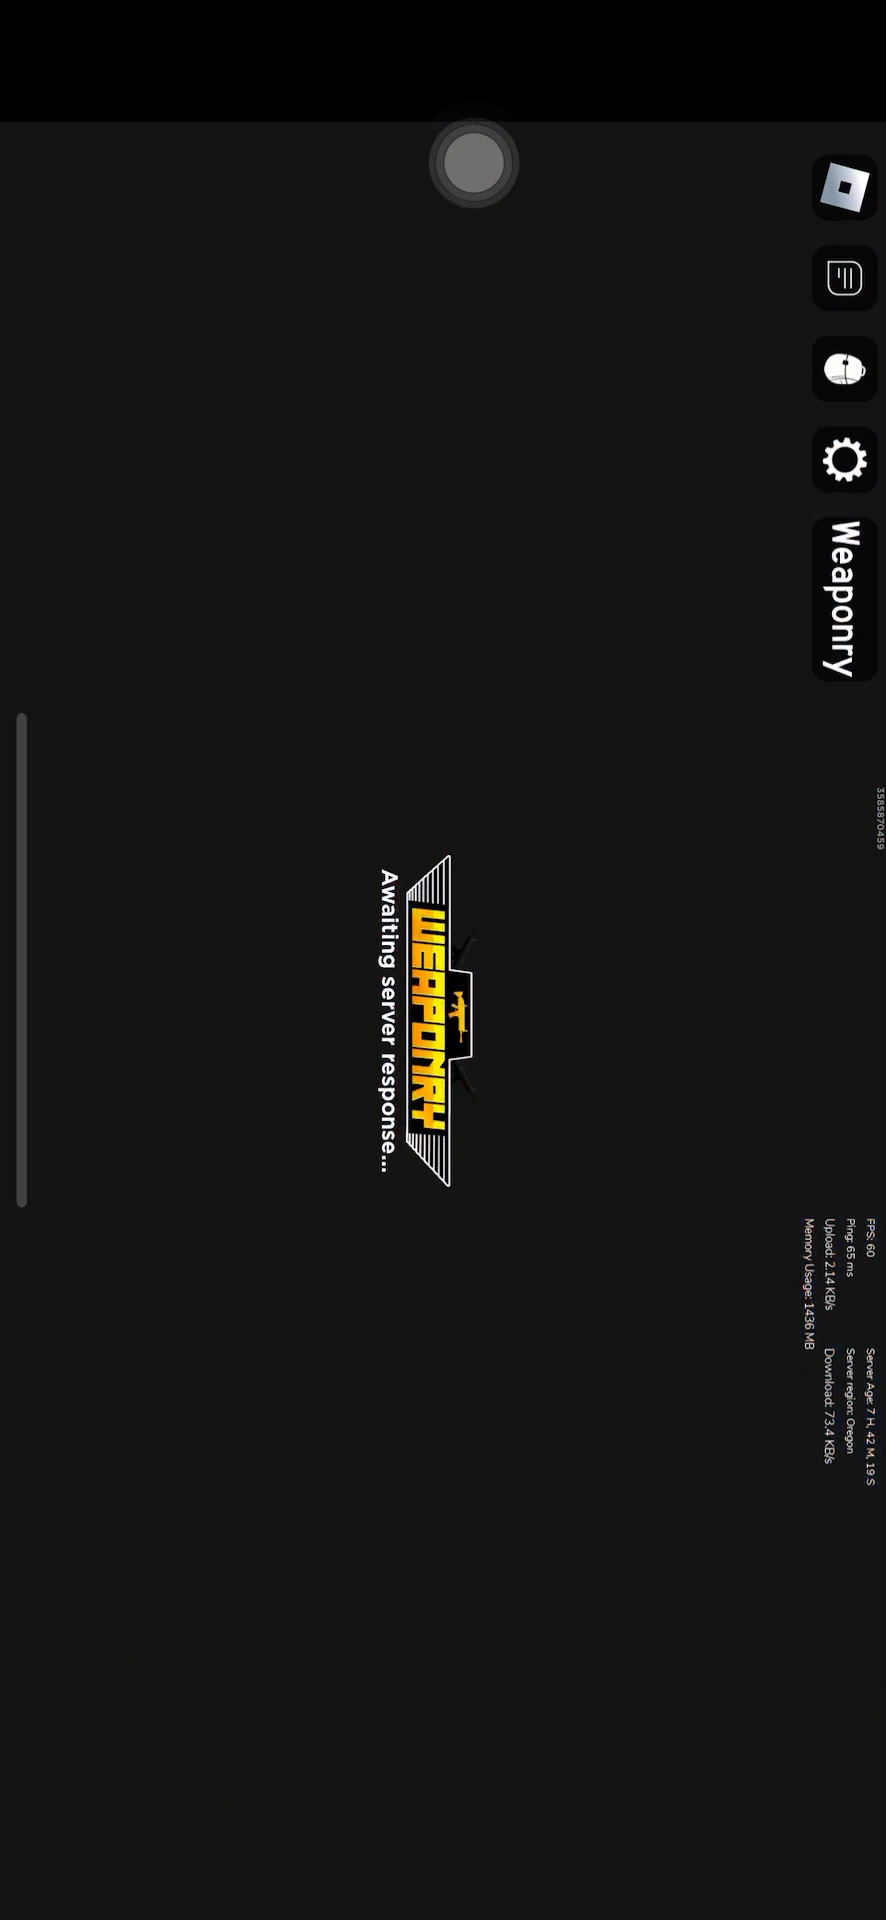 Weaponry
3585870459
FPS: 60
Server Age: 7 H, 42 M, 19 S
Ping: 65 ms
Server region: Oregon
Upload: 2.14 KB/s
Download: 73.4 KB/s
Memory Usage: 1436 MB
WEAPONRY
Awaiting server response...